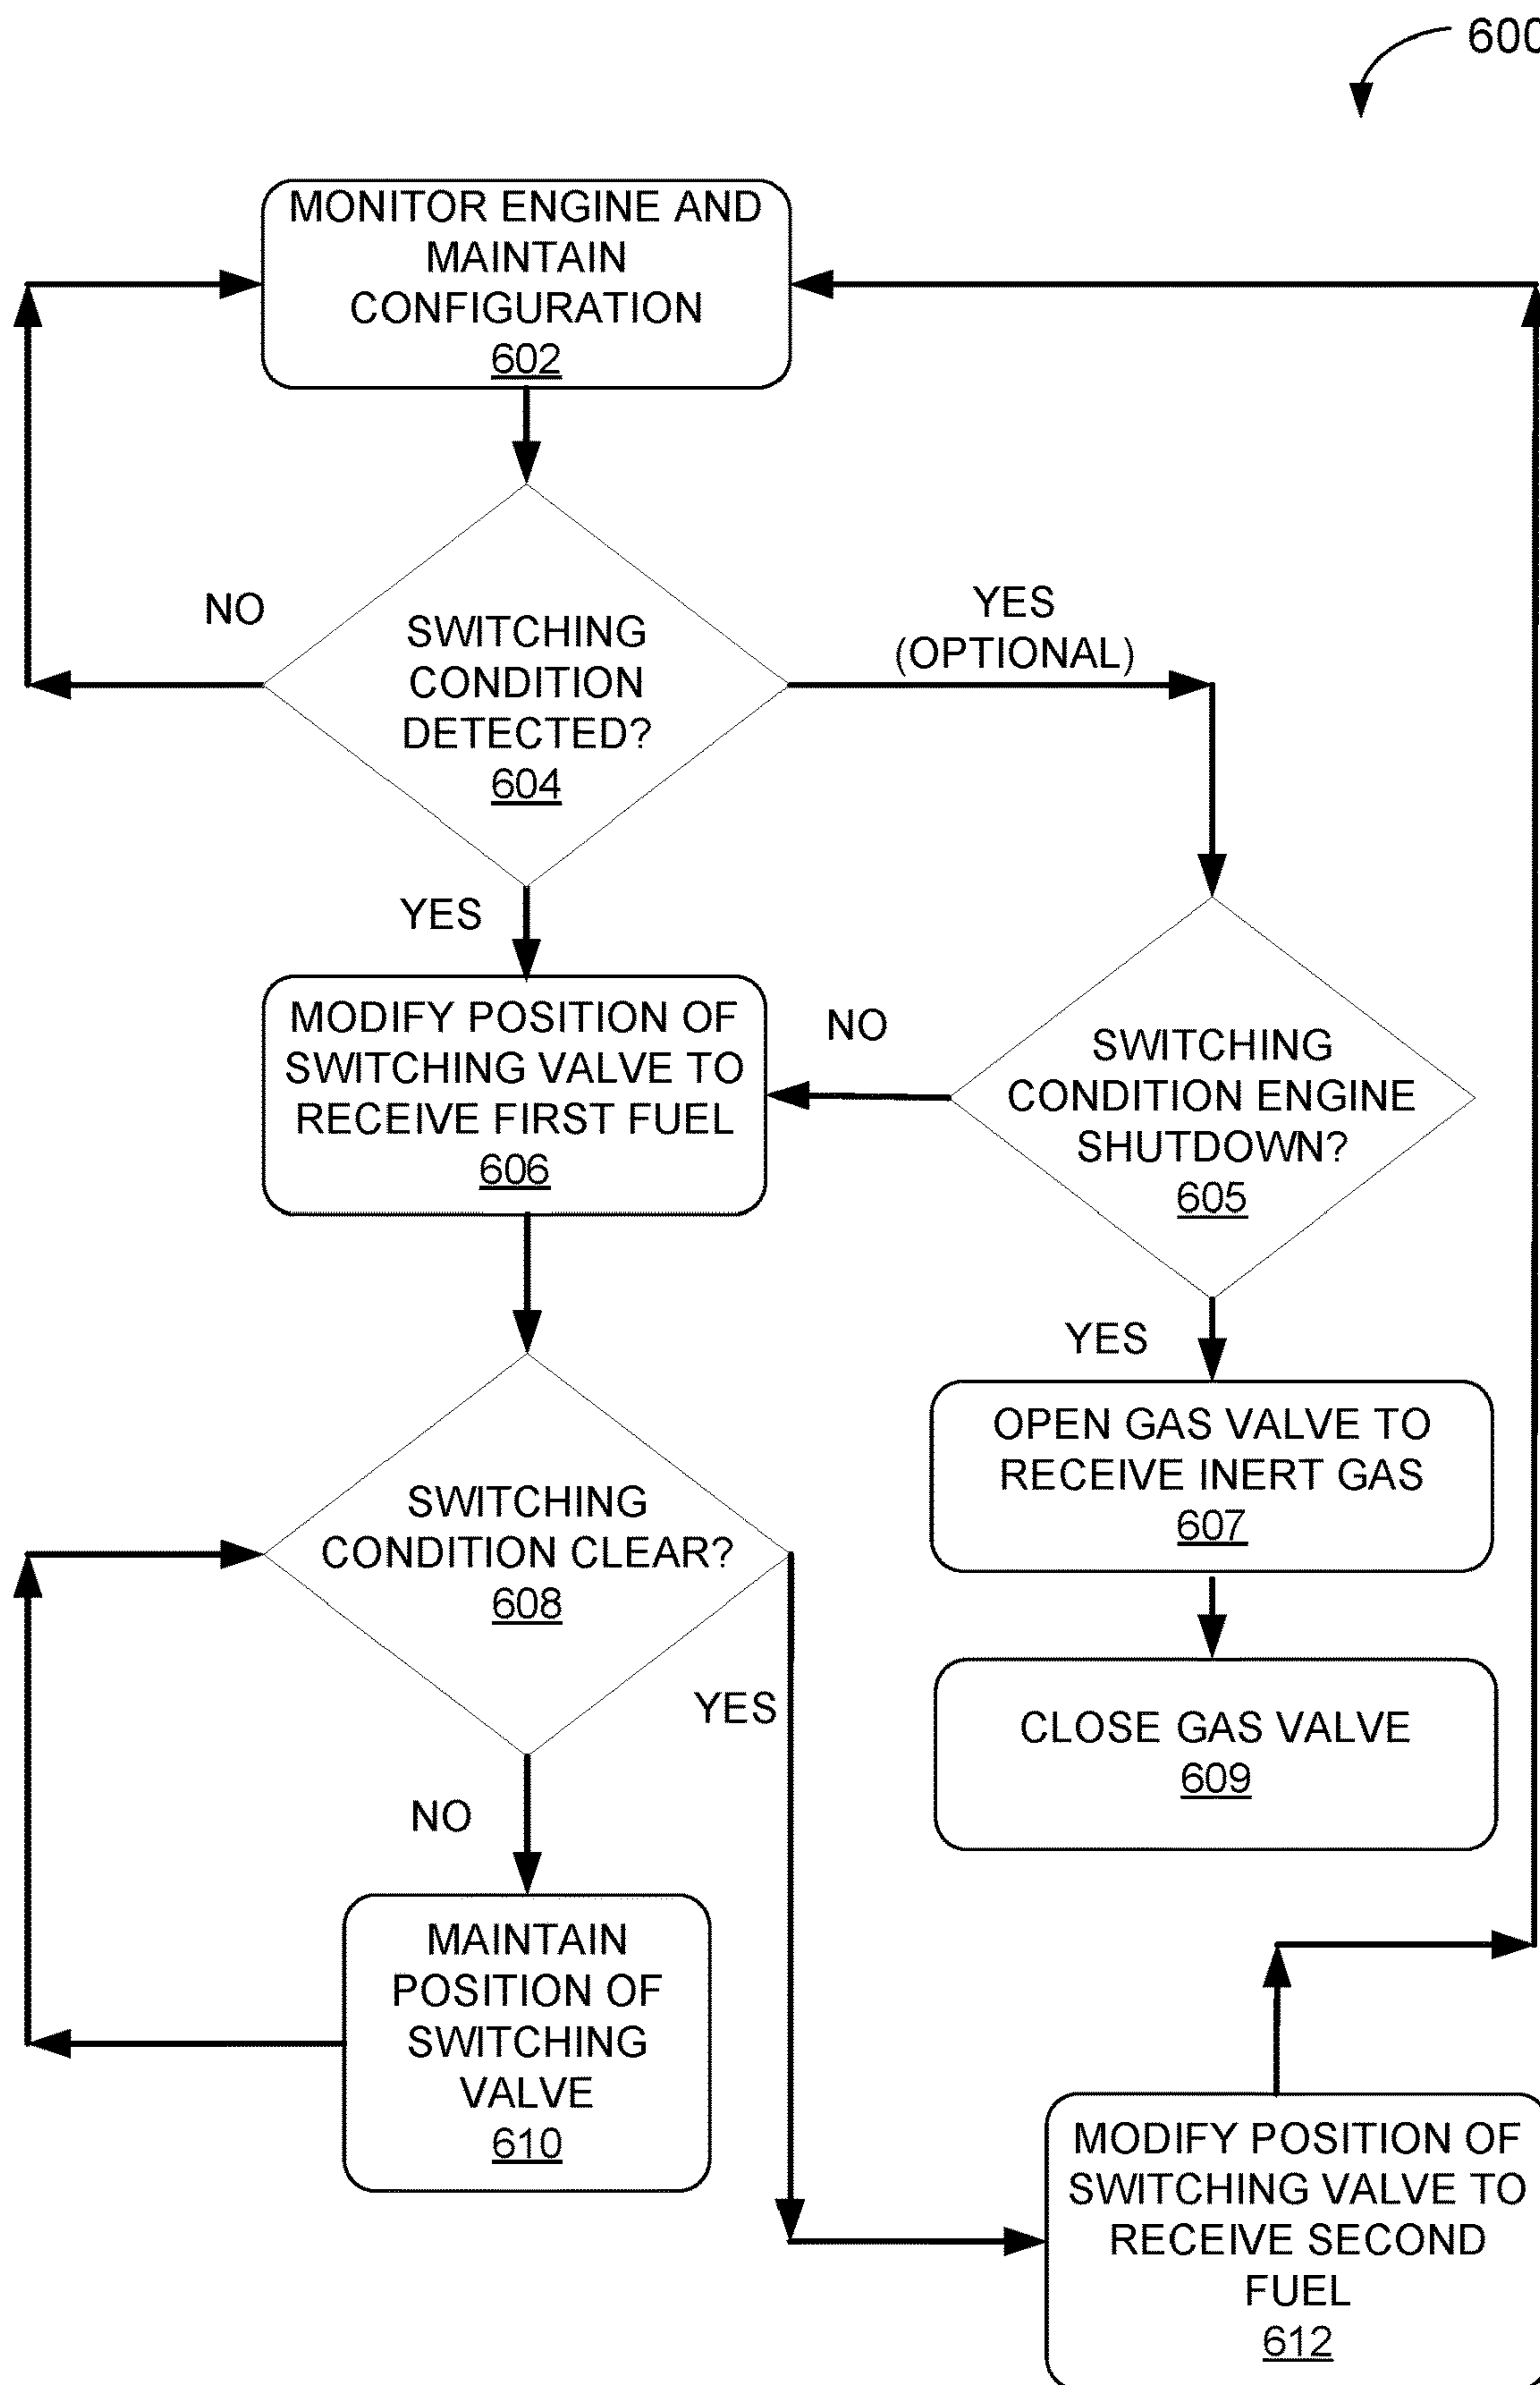 600
MONITOR ENGINE AND
MAINTAIN
CONFIGURATION
602
NO
SWITCHING
CONDITION
DETECTED?
604
YES
(OPTIONAL)
YES
MODIFY POSITION OF
SWITCHING VALVE TO
RECEIVE FIRST FUEL
606
NO
SWITCHING
CONDITION ENGINE
SHUTDOWN?
605
YES
OPEN GAS VALVE TO
RECEIVE INERT GAS
607
SWITCHING
CONDITION CLEAR?
608
YES
CLOSE GAS VALVE
609
NO
MAINTAIN
POSITION OF
SWITCHING
VALVE
610
MODIFY POSITION OF
SWITCHING VALVE TO
RECEIVE SECOND
FUEL
612